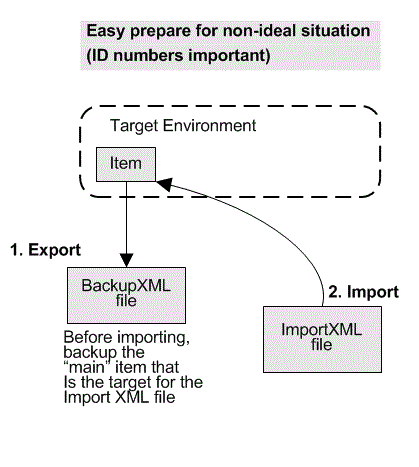 Easy prepare for non-ideal situation
(ID numbers important)
Target Environment
Item
1. Export
BackupXML
file
Before importing,
backup the
“main” item that
Is the target for the
Import XML file
2. Import
ImportXML
file